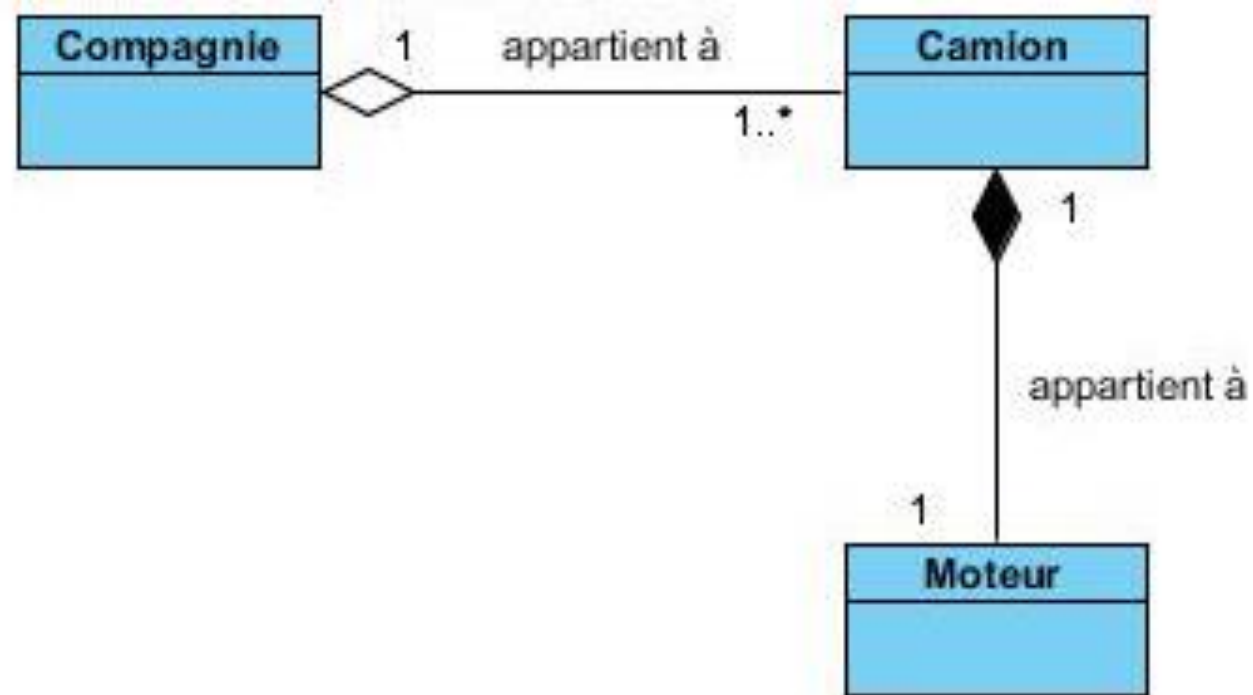 Compagnie
1
appartient à
1..*
Camion
1
appartient à
1
Moteur